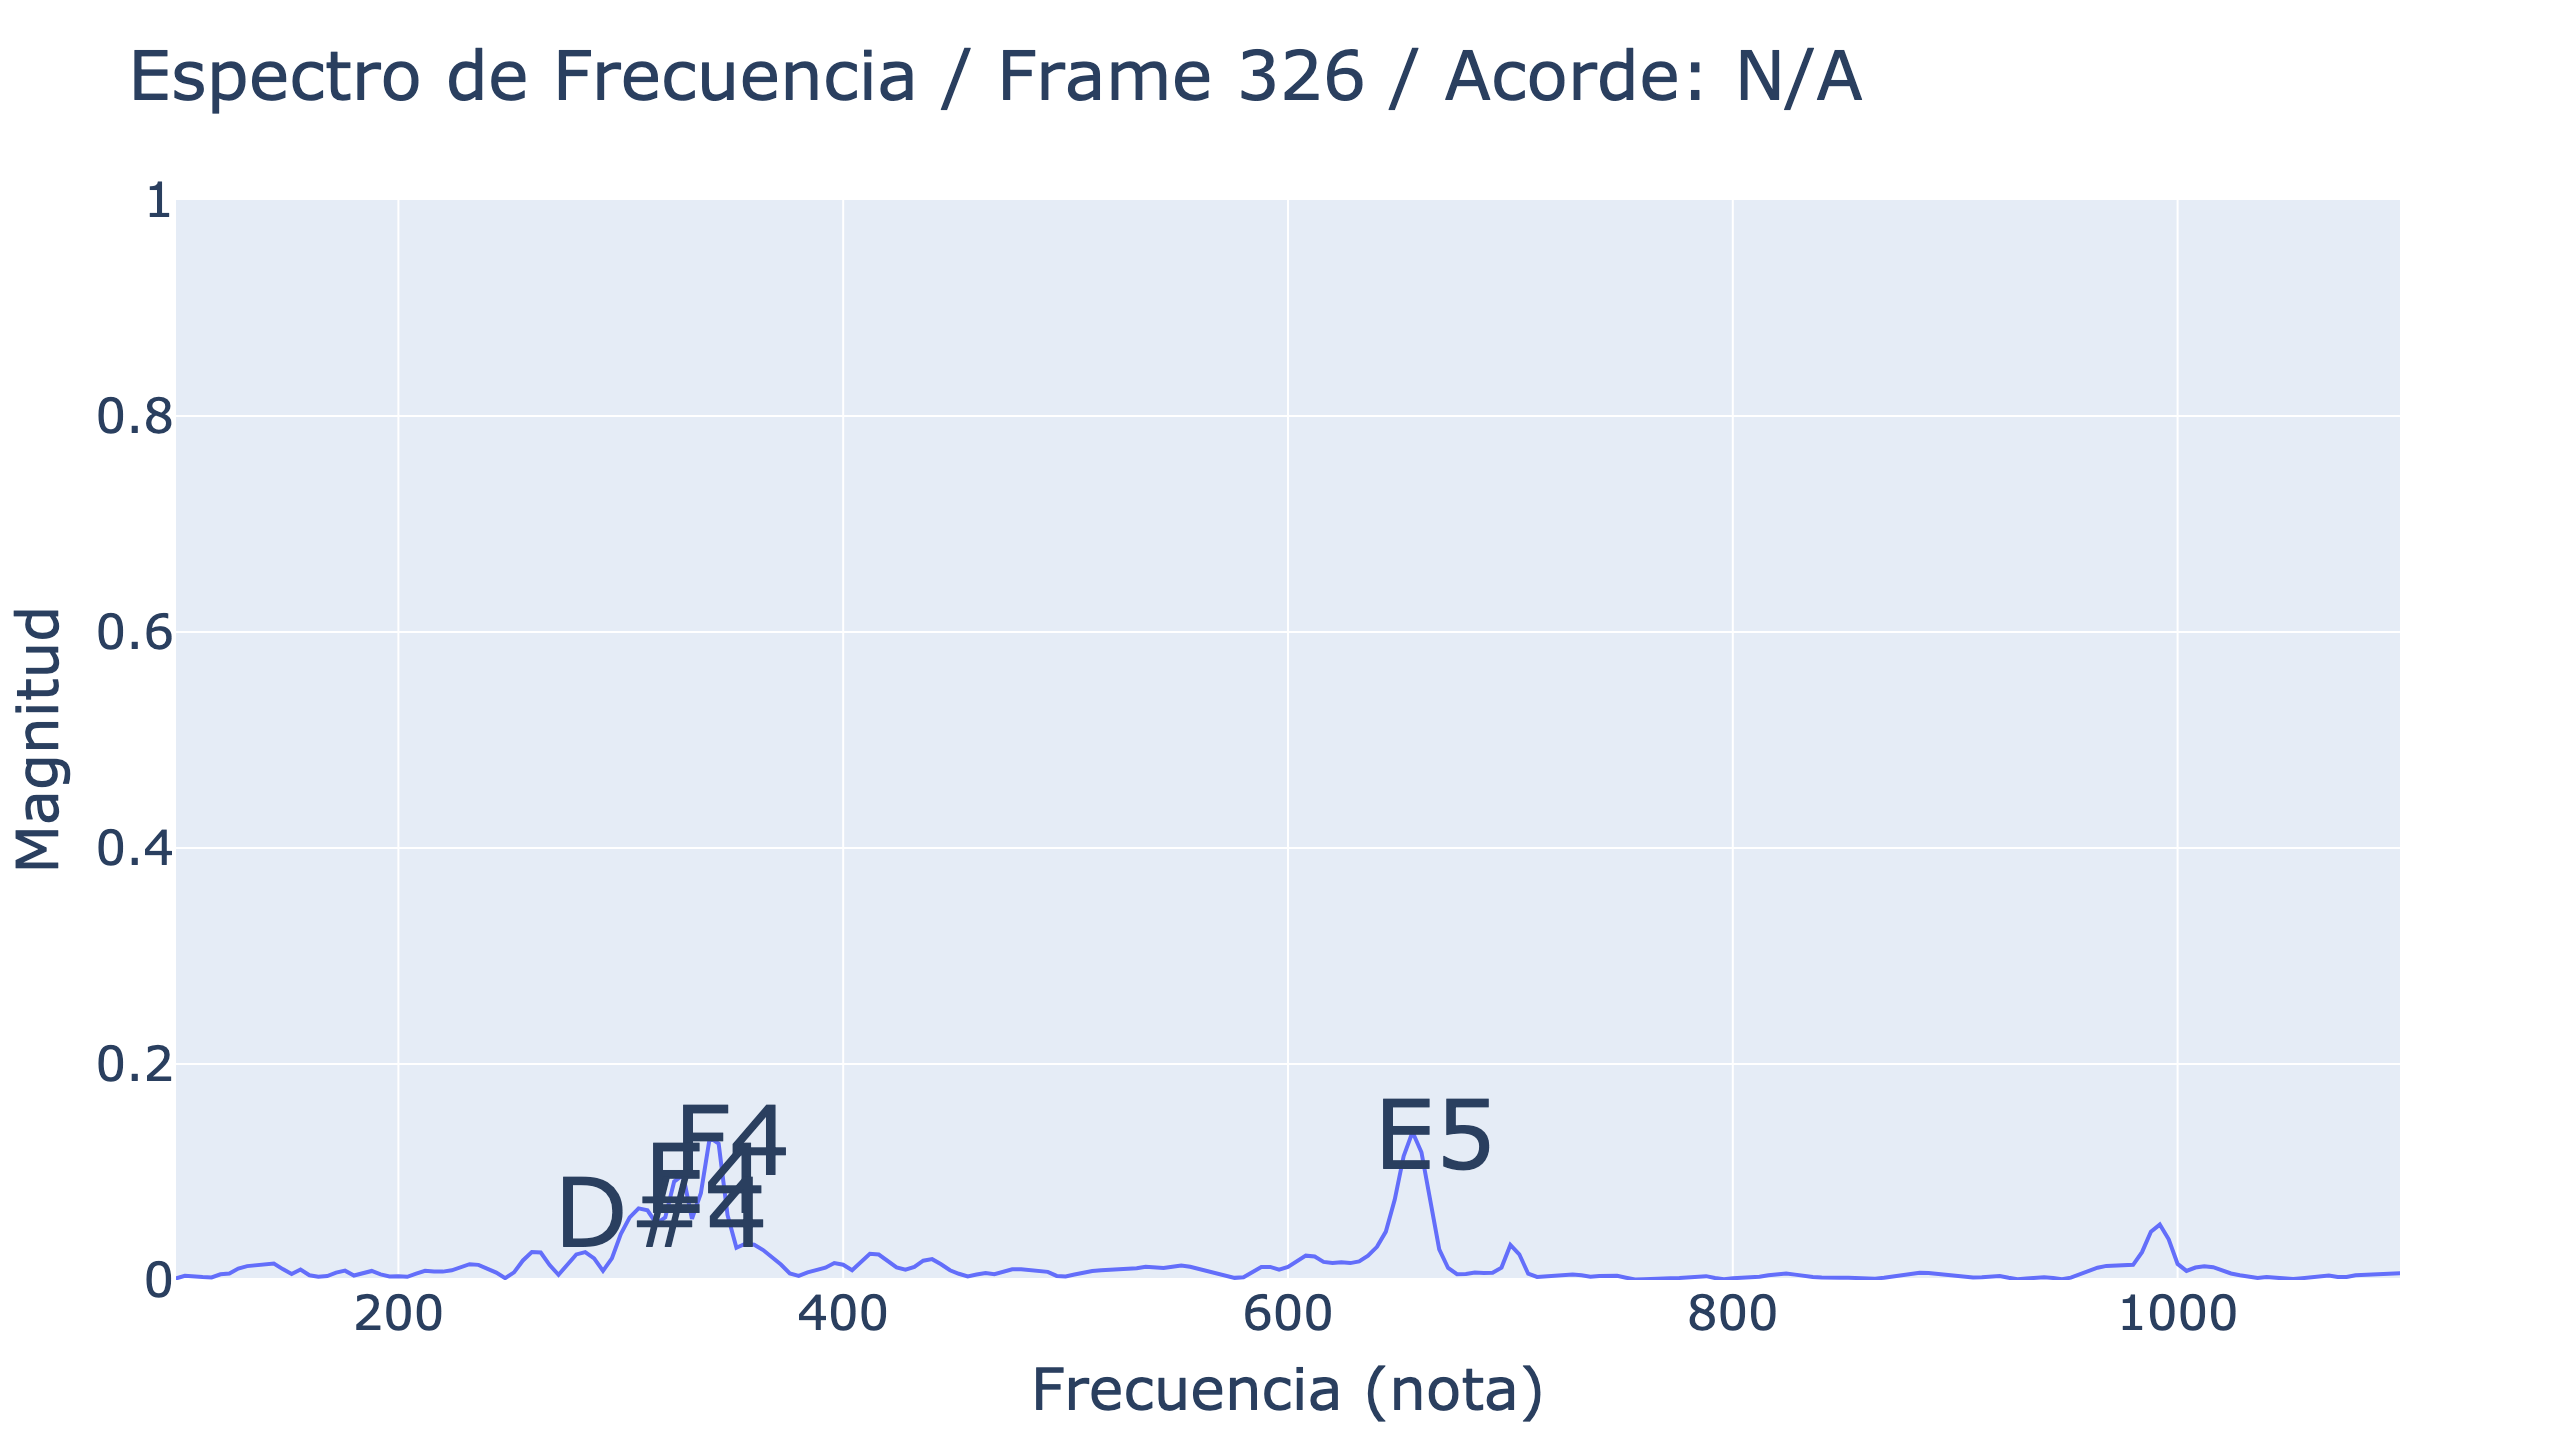 Espectro de Frecuencia / Frame 326 / Acorde: N/A
1
0.8
0.6
0.4
0.2
0
Magnitud
F4
E4
D#4
E5
200 400 600 800 1000
Frecuencia (nota)